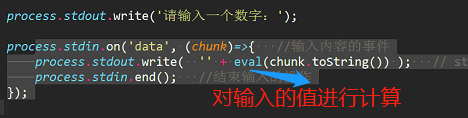 process.stdout.write('请输入一个数字：');
process.stdin.on('data', (chunk)=>{ //输入内容的事件
process.stdout.write( '' + eval(chunk.toString()) ); // st
process.stdin.end(); //结束输入的
});
对输入的值进行计算